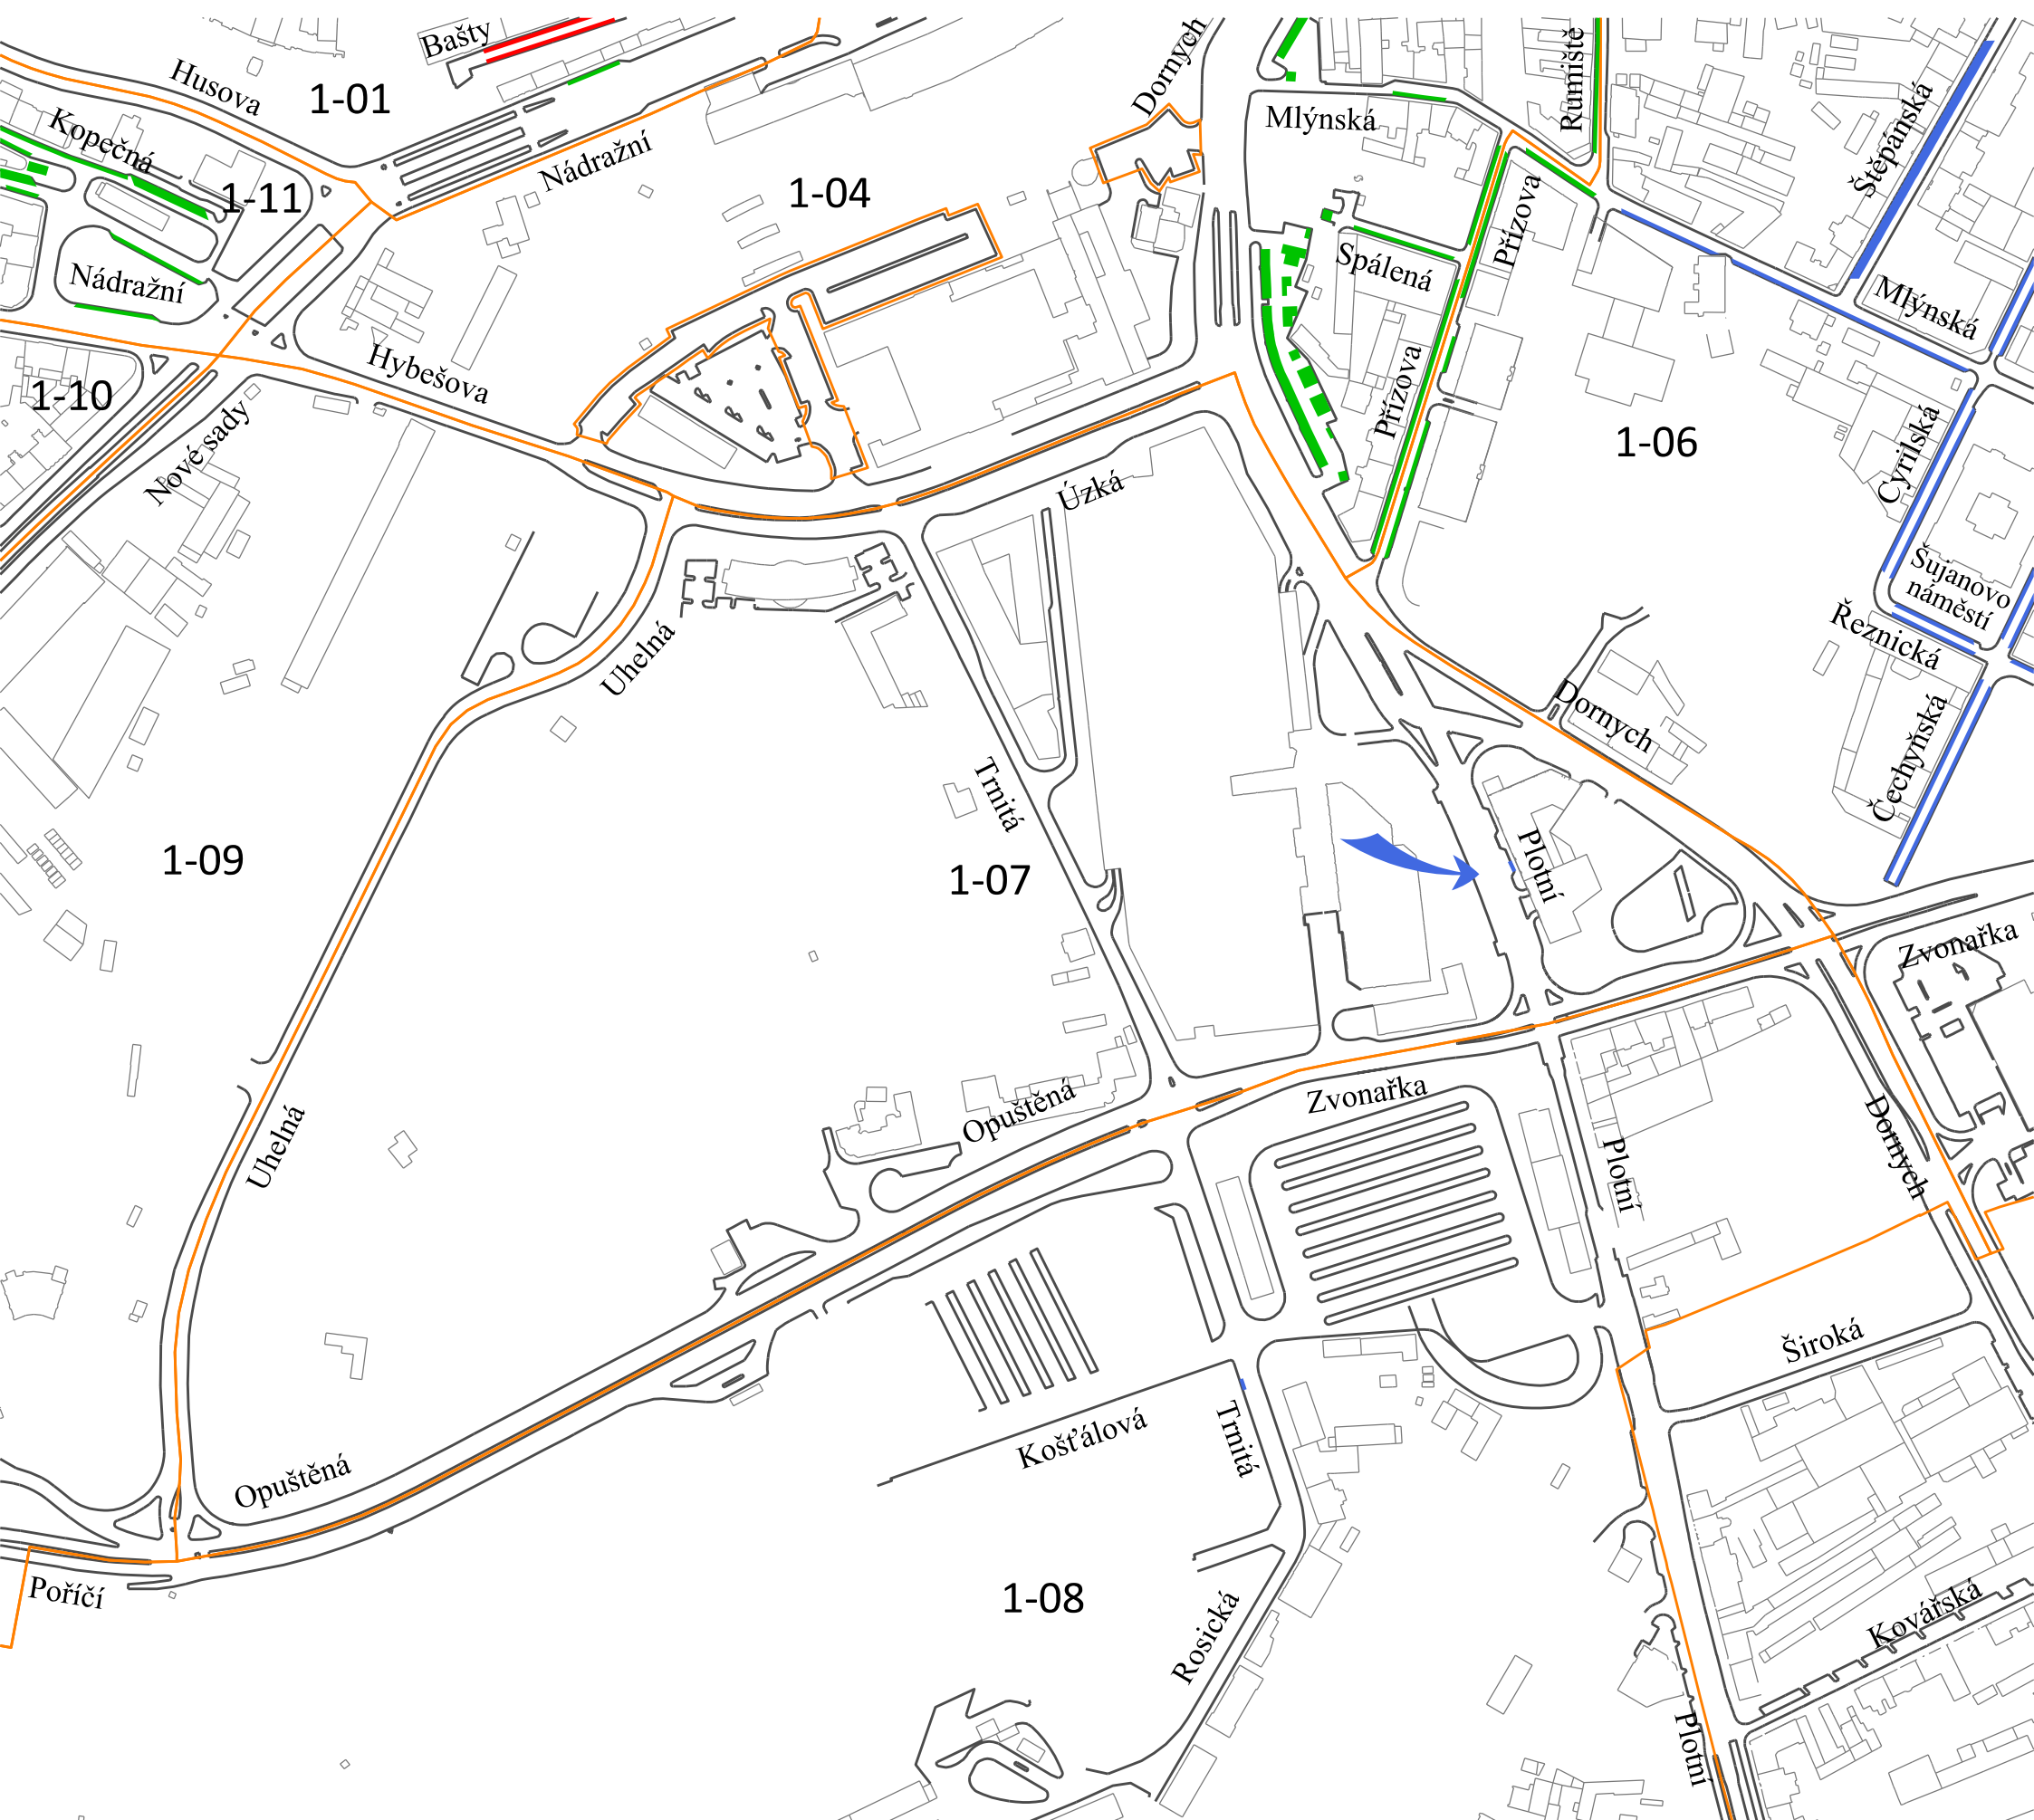 Bašty
Husova
1-01
Dornych
Rumiště
Mlýnská
Kopečná
1-11
Nádražní
1-04
Štěpánská
Přízova
Spálená
Nádražní
Mlýnská
Hybešova
1-10
Přízova
Nové sady
1-06
Cyrilská
Úzká
Šujanovo
náměstí
Řeznická
Uhelná
Dornych
Čechyňská
Trnitá
1-09
1-07
Plotní
Zvonařka
Opuštěná
Zvonařka
Uhelná
Plotní
Dornych
Široká
Košťálová
Trnitá
Opuštěná
Poříčí
1-08
Rosická
Kovářská
Plotní